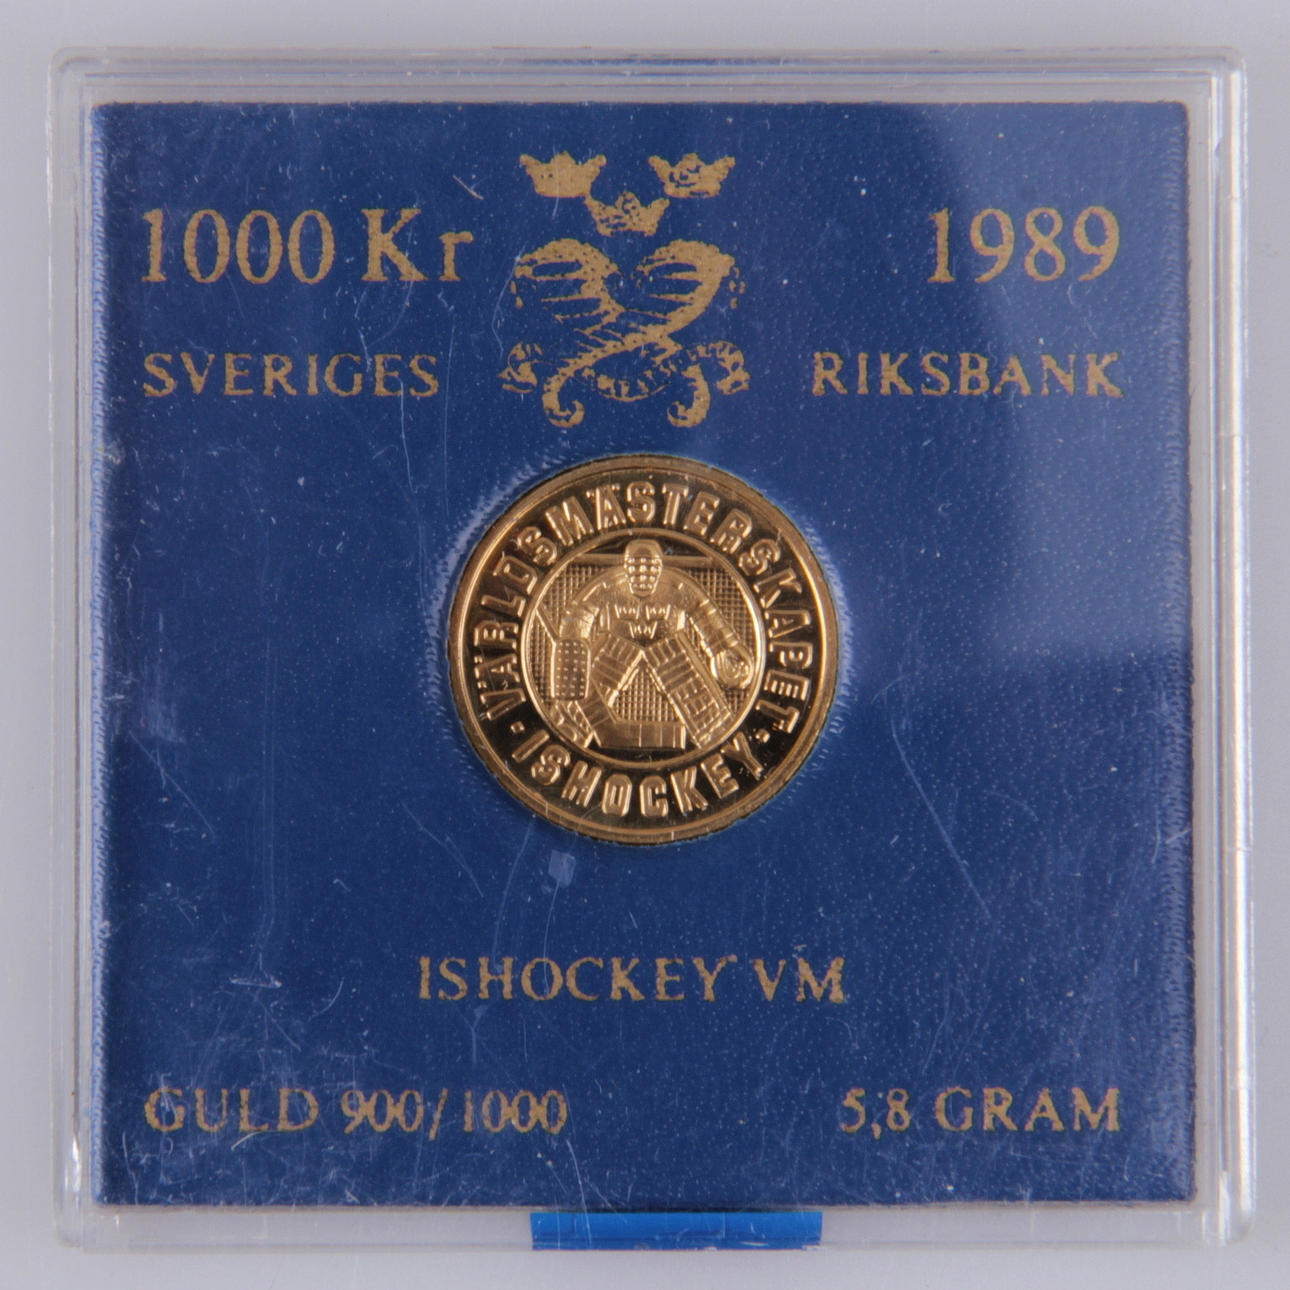 1000 Kr 1989
SVERIGES RIKSBANK
VÄRLDSMÄSTERSKAPET
· ISHOCKEY ·
ISHOCKEY VM
GULD 900/1000 5,8 GRAM